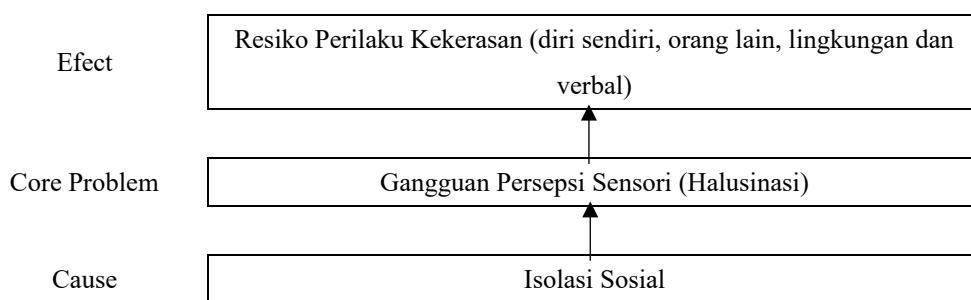 Efect
Resiko Perilaku Kekerasan (diri sendiri, orang lain, lingkungan dan
verbal)
Core Problem
Gangguan Persepsi Sensori (Halusinasi)
Cause
Isolasi Sosial